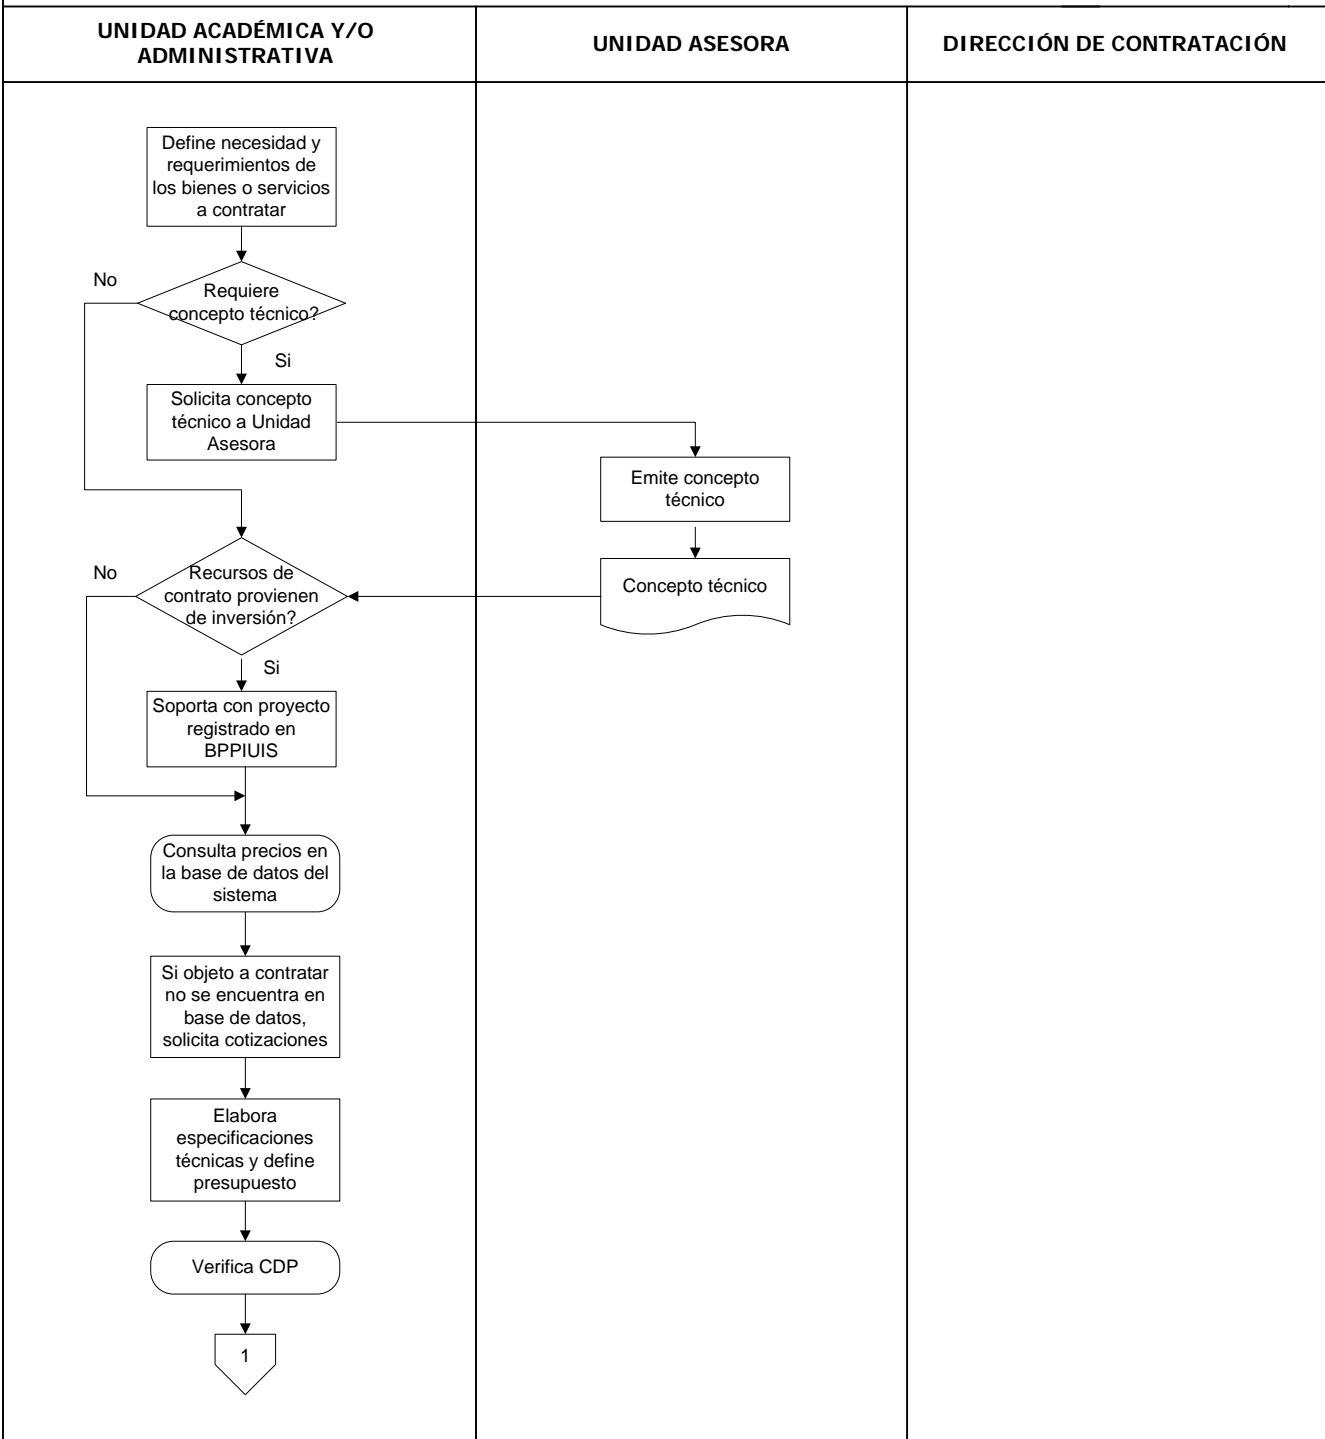 UNIDAD ACADÉMICA Y/O
ADMINISTRATIVA
UNIDAD ASESORA
DIRECCIÓN DE CONTRATACIÓN
Define necesidad y
requerimientos de
los bienes o servicios
a contratar
No
Requiere
concepto técnico?
Si
Solicita concepto
técnico a Unidad
Asesora
Emite concepto
técnico
Concepto técnico
No
Recursos de
contrato provienen
de inversión?
Si
Soporta con proyecto
registrado en
BPPIUIS
Consulta precios en
la base de datos del
sistema
Si objeto a contratar
no se encuentra en
base de datos,
solicita cotizaciones
Elabora
especificaciones
técnicas y define
presupuesto
Verifica CDP
1